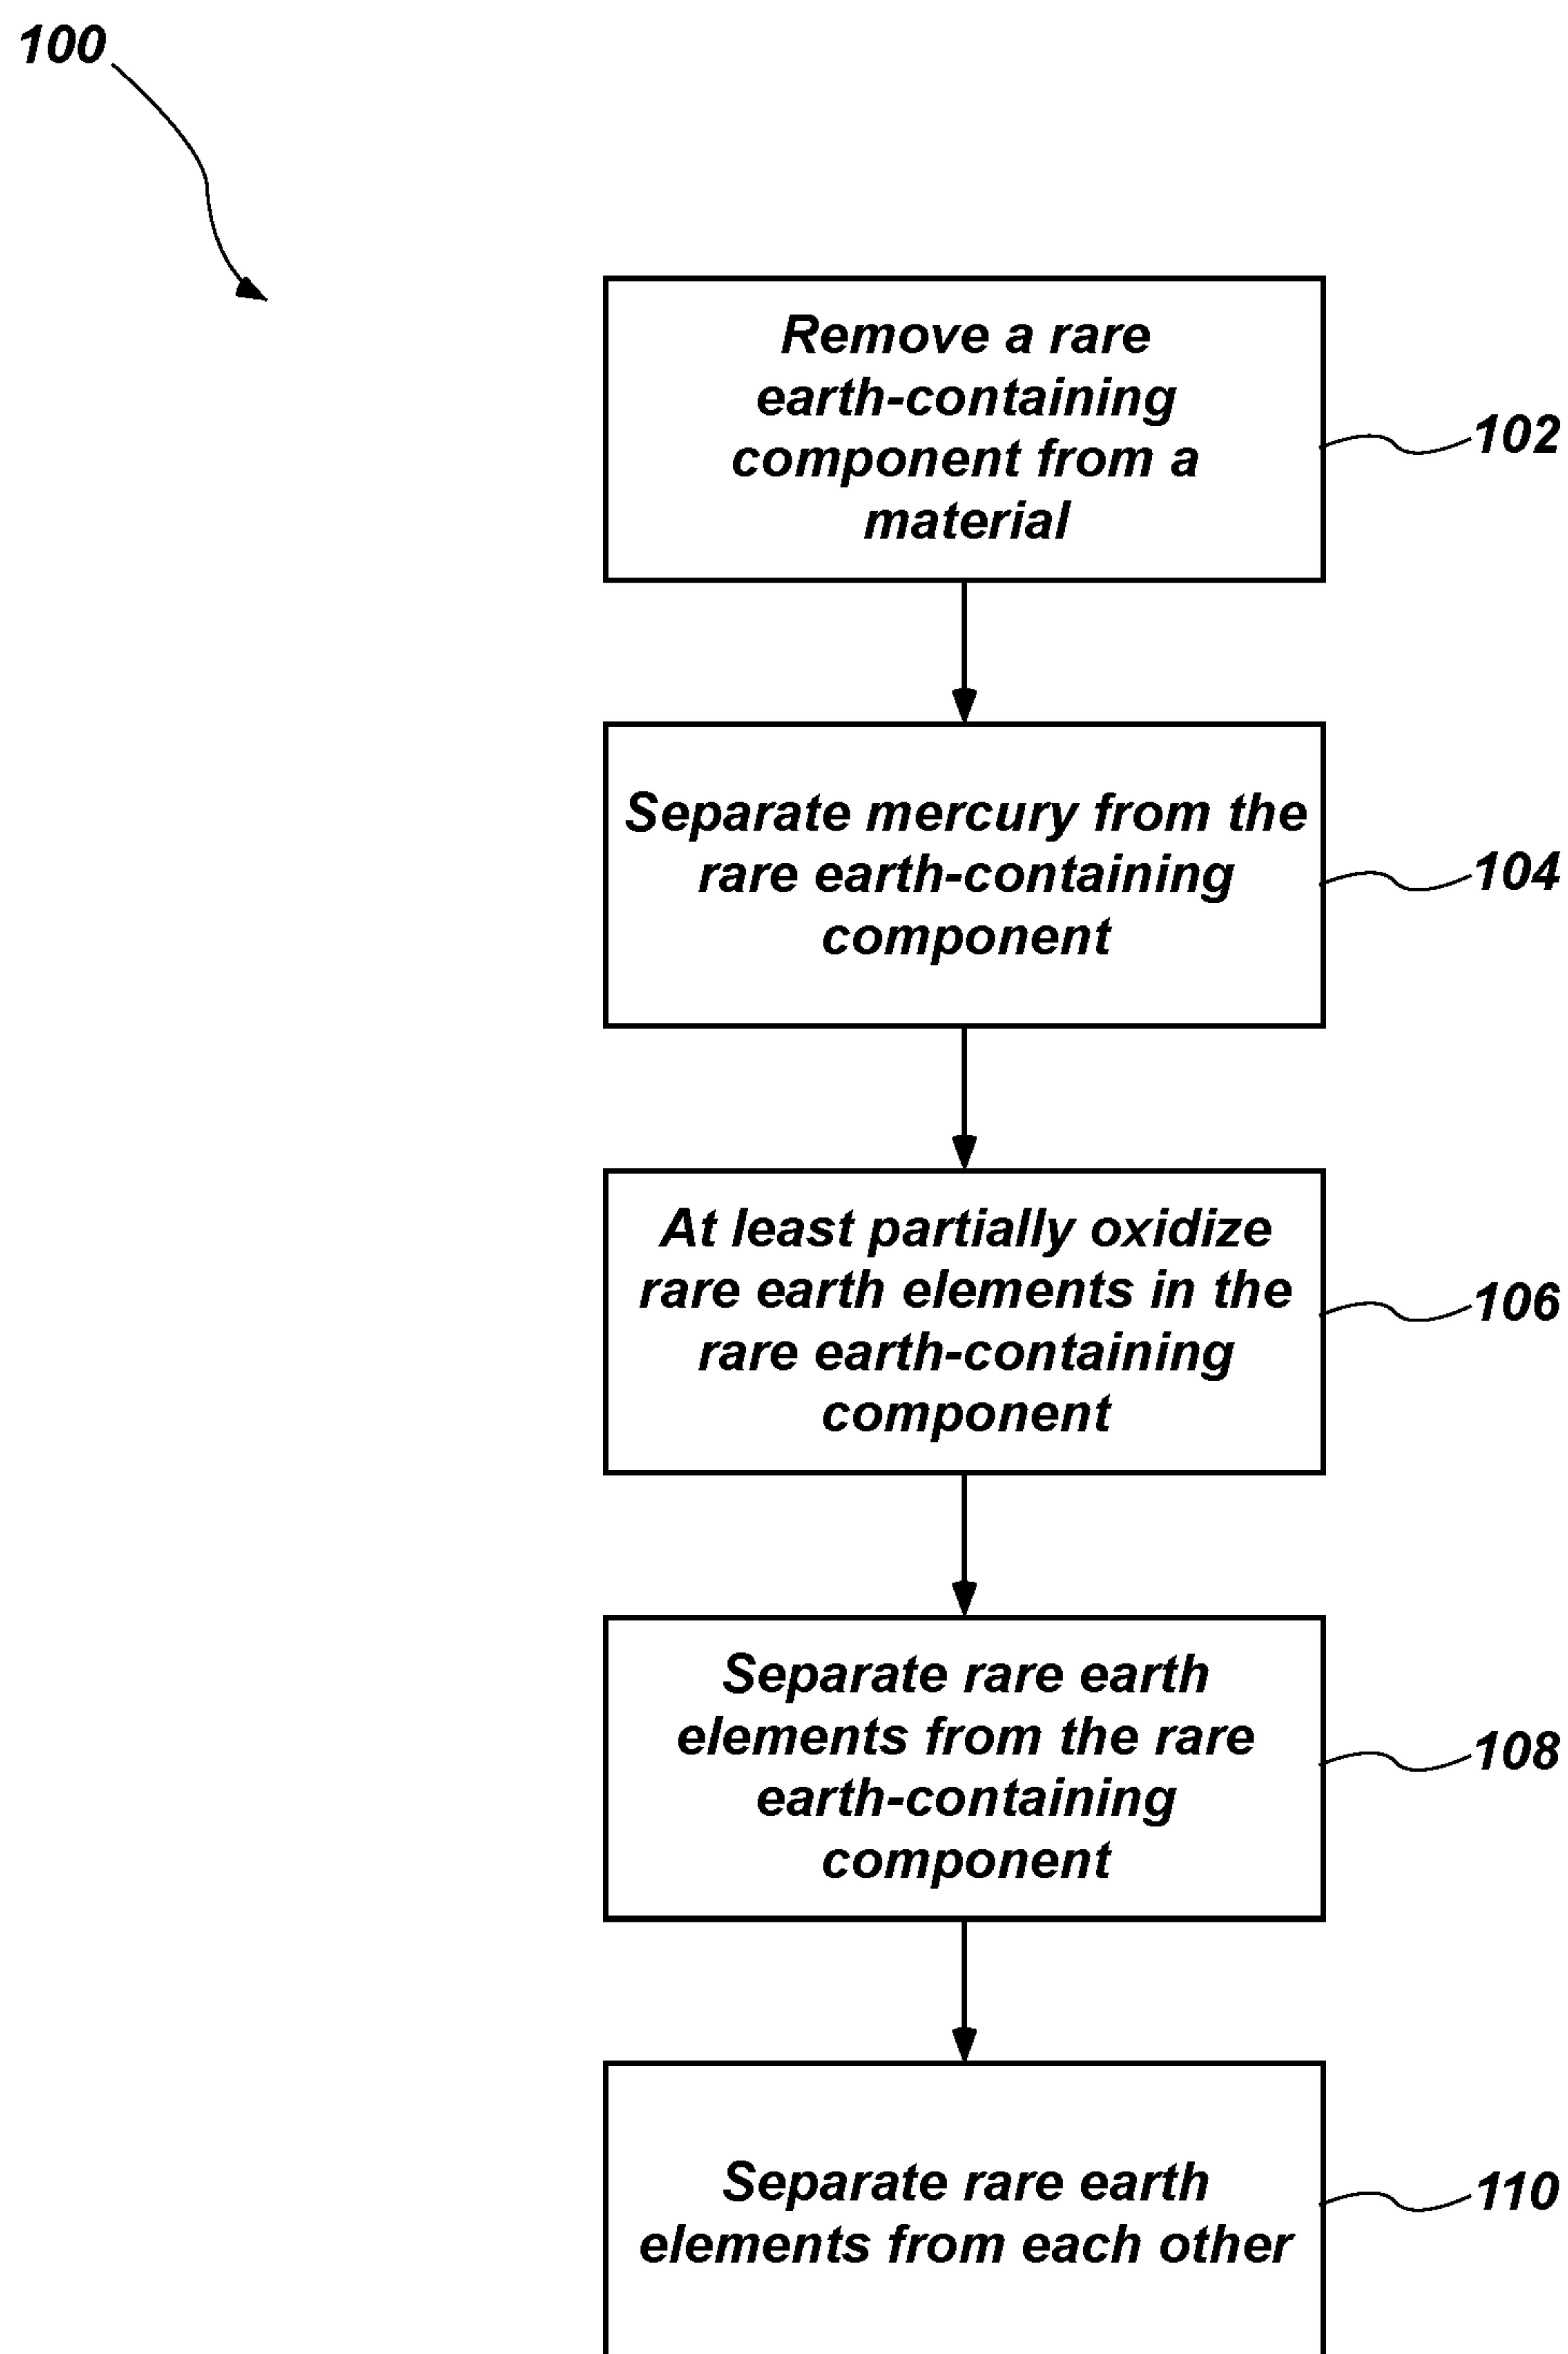 100
Remove a rare
earth-containing
component from a
material
102
Separate mercury from the
rare earth-containing
component
104
At least partially oxidize
rare earth elements in the
rare earth-containing
component
106
Separate rare earth
elements from the rare
earth-containing
component
108
Separate rare earth
elements from each other
110